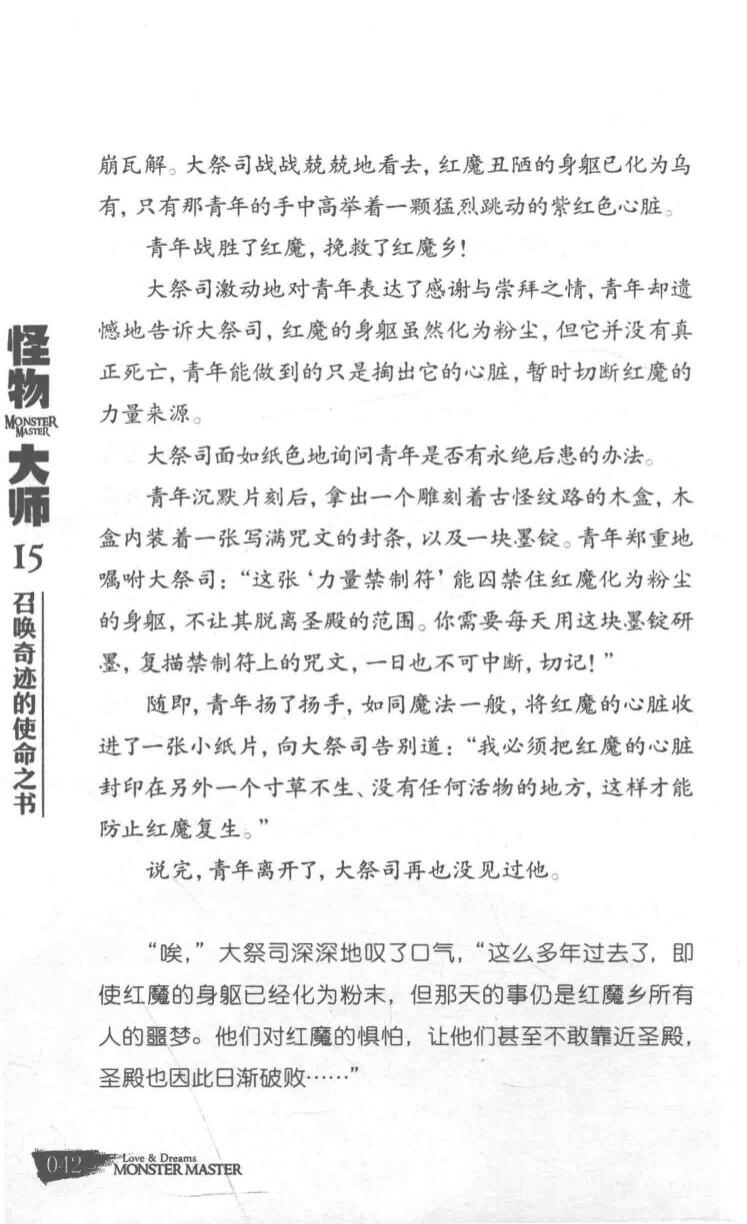 崩瓦解。大祭司战战兢兢地看去，红魔丑陋的身躯已化为乌
有，只有那青年的手中高举着一颗猛烈跳动的紫红色心脏。
青年战胜了红魔，挽救了红魔乡！
大祭司激动地对青年表达了感谢与崇拜之情，青年却遗
憾地告诉大祭司，红魔的身躯虽然化为粉尘，但它并没有真
正死亡，青年能做到的只是掏出它的心脏，暂时切断红魔的
力量来源。
大祭司面如纸色地询问青年是否有永绝后患的办法。
青年沉默片刻后，拿出一个雕刻着古怪纹路的木盒，木
盒内装着一张写满咒文的封条，以及一块墨锭。青年郑重地
嘱咐大祭司：“这张‘力量禁制符’能囚禁住红魔化为粉尘
的身躯，不让其脱离圣殿的范围。你需要每天用这块墨锭研
墨，复描禁制符上的咒文，一日也不可中断，切记！”
随即，青年扬了扬手，如同魔法一般，将红魔的心脏收
进了一张小纸片，向大祭司告别道：“我必须把红魔的心脏
封印在另外一个寸草不生、没有任何活物的地方，这样才能
防止红魔复生。”
说完，青年离开了，大祭司再也没见过他。
“唉，”大祭司深深地叹了口气，“这么多年过去了，即
使红魔的身躯已经化为粉末，但那天的事仍是红魔乡所有
人的噩梦。他们对红魔的惧怕，让他们甚至不敢靠近圣殿，
圣殿也因此日渐破败……”
怪物
MONSTER
MASTER
大师
15
召唤奇迹的使命之书
042
Love & Dreams
MONSTER MASTER